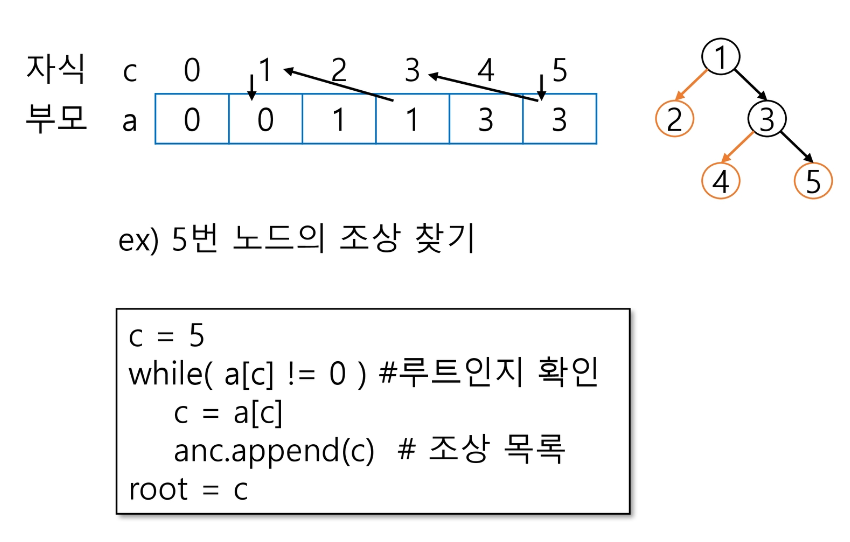 자식 c 0 1 2 3 4 5
부모 a 0 0 1 1 3 3
1
2 3
4 5
ex) 5번 노드의 조상 찾기
c = 5
while( a[c] != 0 ) #루트인지 확인
c = a[c]
anc.append(c) # 조상 목록
root = c